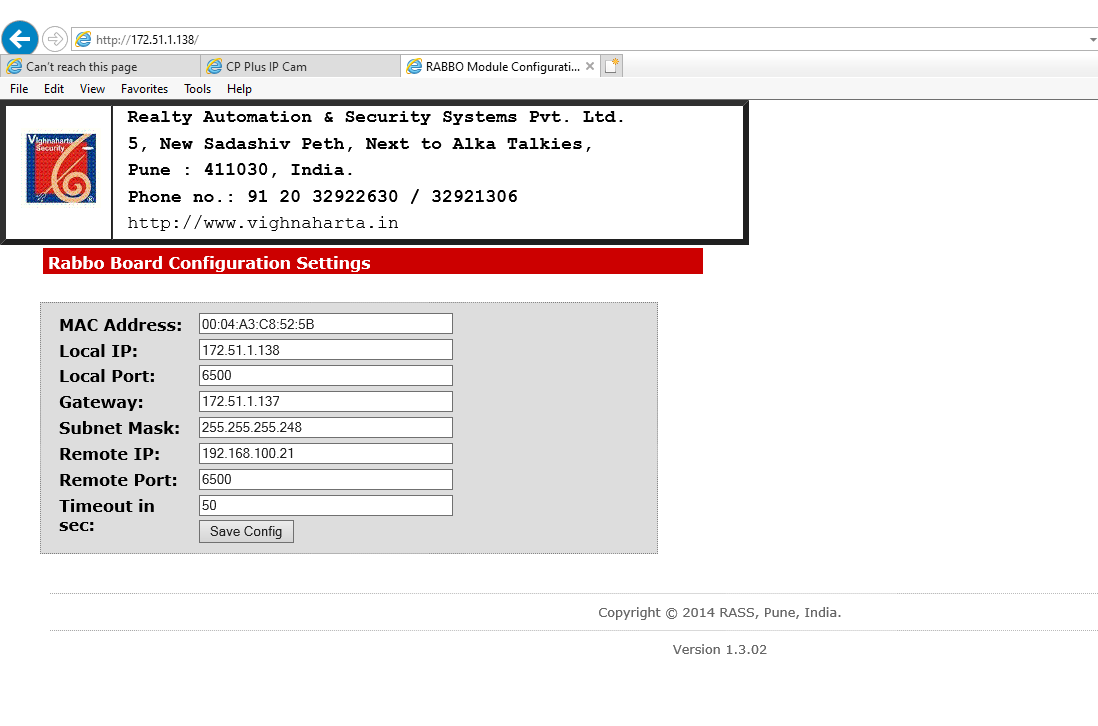 http://172.51.1.138/
Can't reach this page
CP Plus IP Cam
RABBO Module Configurati...
File Edit View Favorites Tools Help
Vighnaharta
Security
Realty Automation & Security Systems Pvt. Ltd.
5, New Sadashiv Peth, Next to Alka Talkies,
Pune : 411030, India.
Phone no.: 91 20 32922630 / 32921306
http://www.vighnaharta.in
Rabbo Board Configuration Settings
MAC Address: 00:04:A3:C8:52:5B
Local IP: 172.51.1.138
Local Port: 6500
Gateway: 172.51.1.137
Subnet Mask: 255.255.255.248
Remote IP: 192.168.100.21
Remote Port: 6500
Timeout in sec: 50
Save Config
Copyright © 2014 RASS, Pune, India.
Version 1.3.02